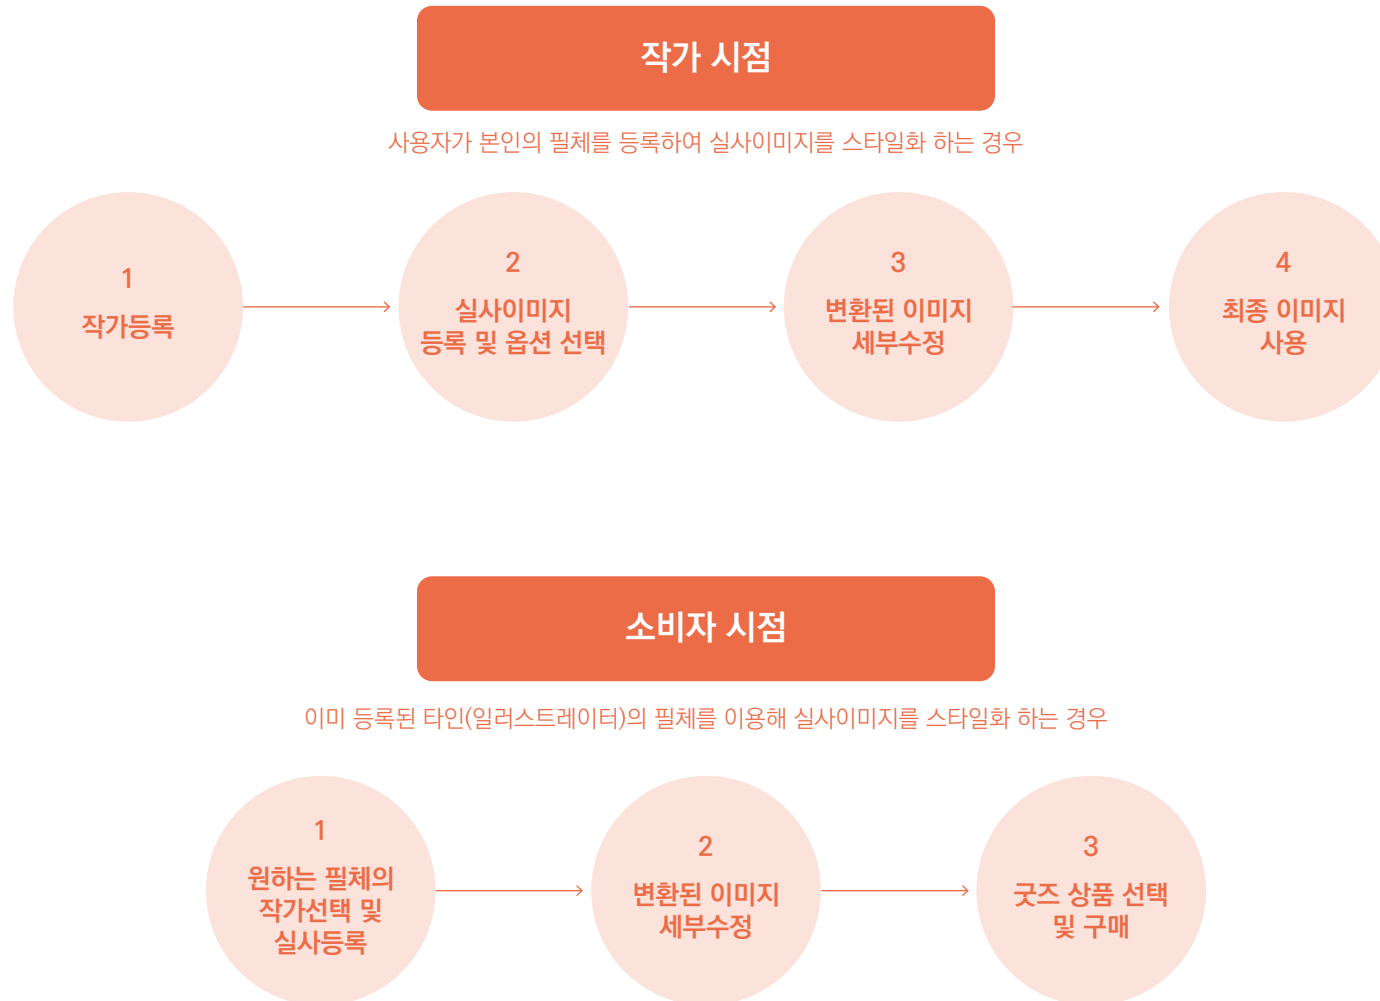 작가 시점
사용자가 본인의 필체를 등록하여 실사이미지를 스타일화 하는 경우
1
작가등록
2
실사이미지
등록 및 옵션 선택
3
변환된 이미지
세부수정
4
최종 이미지
사용
소비자 시점
이미 등록된 타인(일러스트레이터)의 필체를 이용해 실사이미지를 스타일화 하는 경우
1
원하는 필체의
작가선택 및
실사등록
2
변환된 이미지
세부수정
3
굿즈 상품 선택
및 구매